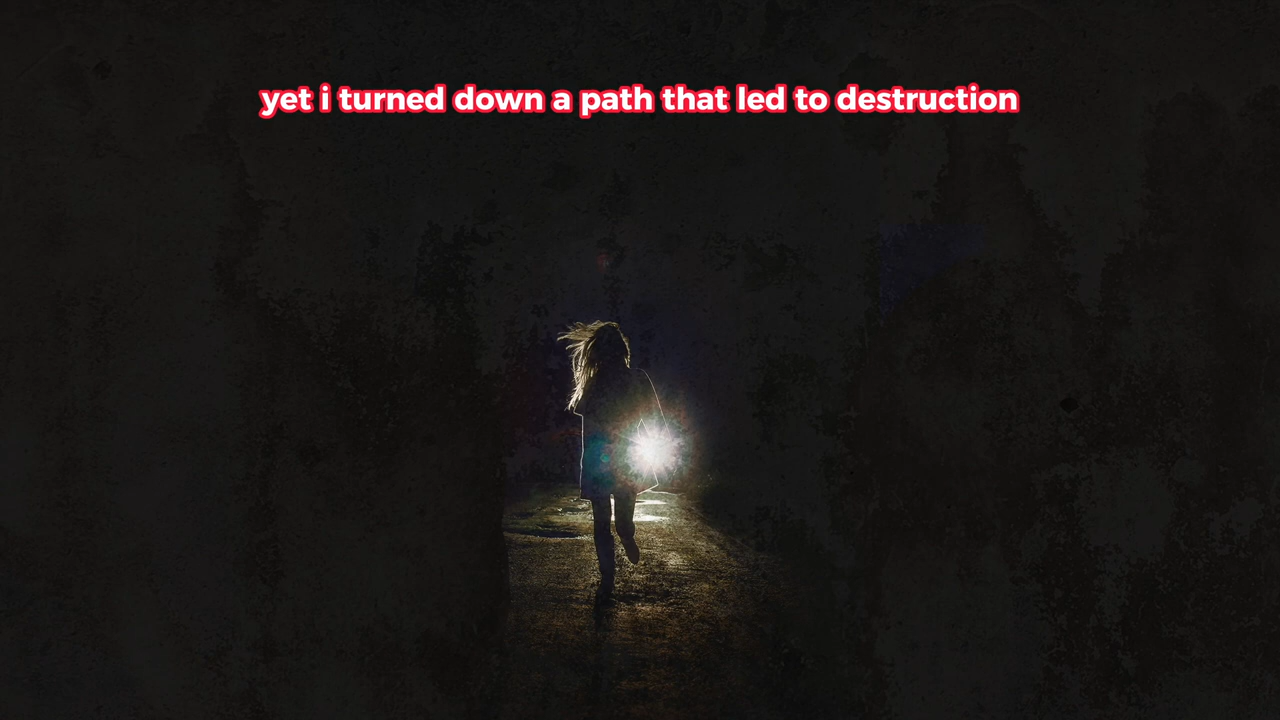 yet i turned down a path that led to destruction